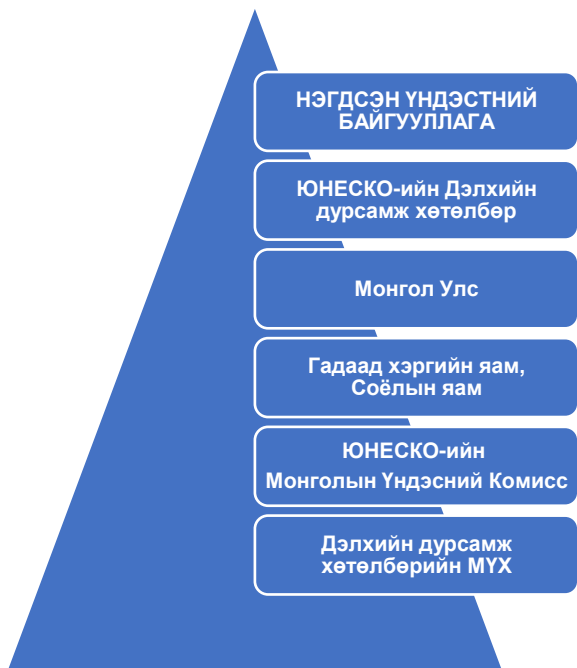 НЭГДСЭН ҮНДЭСТНИЙ
БАЙГУУЛЛАГА
ЮНЕСКО-ийн Дэлхийн
дурсамж хөтөлбөр
Монгол Улс
Гадаад хэргийн яам,
Соёлын яам
ЮНЕСКО-ийн
Монголын Үндэсний Комисс
Дэлхийн дурсамж
хөтөлбөрийн МҮХ